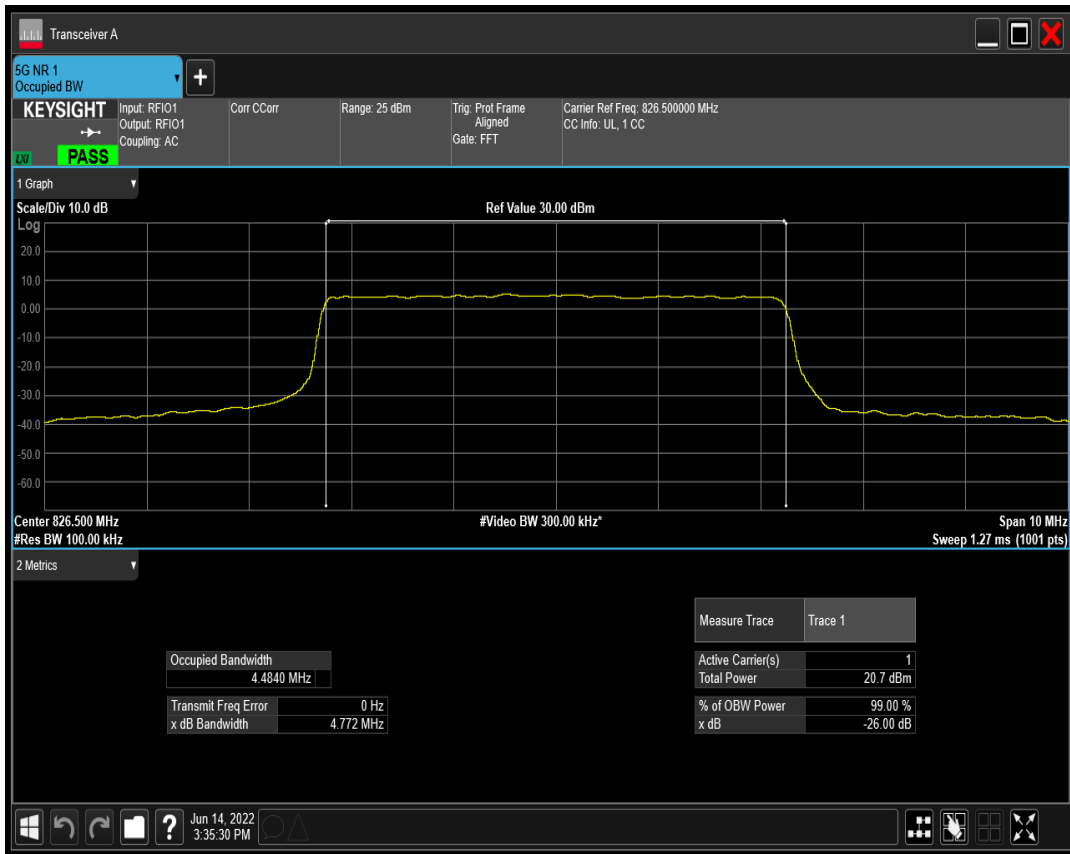 Transceiver A
5G NR 1
Occupied BW
+
KEYSIGHT
LXI
PASS
Input: RFIO1
Output: RFIO1
Coupling: AC
Corr CCorr
Range: 25 dBm
Trig: Prot Frame
Aligned
Gate: FFT
Carrier Ref Freq: 826.500000 MHz
CC Info: UL, 1 CC
1 Graph
Scale/Div 10.0 dB
Ref Value 30.00 dBm
Log
20.0
10.0
0.00
-10.0
-20.0
-30.0
-40.0
-50.0
-60.0
Center 826.500 MHz
#Video BW 300.00 kHz*
Span 10 MHz
#Res BW 100.00 kHz
Sweep 1.27 ms (1001 pts)
2 Metrics
Measure Trace Trace 1
Occupied Bandwidth
4.4840 MHz
Active Carrier(s) 1
Total Power 20.7 dBm
Transmit Freq Error 0 Hz
x dB Bandwidth 4.772 MHz
% of OBW Power 99.00 %
x dB -26.00 dB
?
Jun 14, 2022
3:35:30 PM